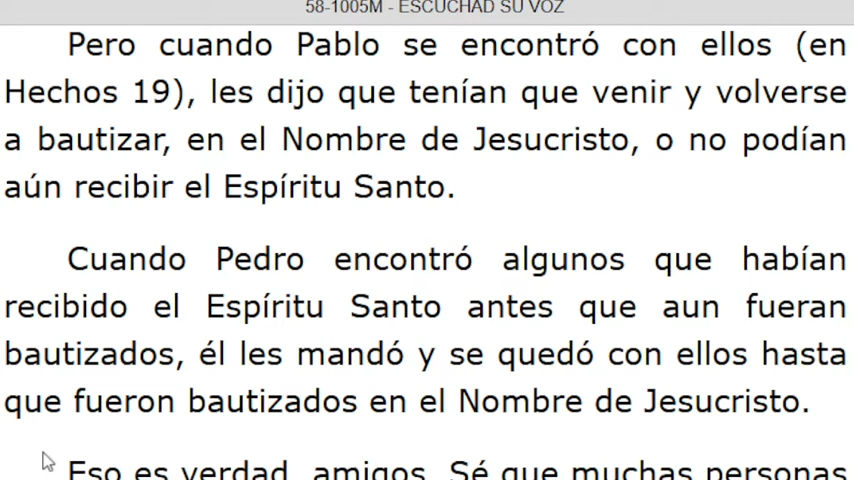 58-1005M - ESCUCHAD SU VOZ
Pero cuando Pablo se encontró con ellos (en
Hechos 19), les dijo que tenían que venir y volverse
a bautizar, en el Nombre de Jesucristo, o no podían
aún recibir el Espíritu Santo.
Cuando Pedro encontró algunos que habían
recibido el Espíritu Santo antes que aun fueran
bautizados, él les mandó y se quedó con ellos hasta
que fueron bautizados en el Nombre de Jesucristo.
Eso es verdad, amigos. Sé que muchas personas